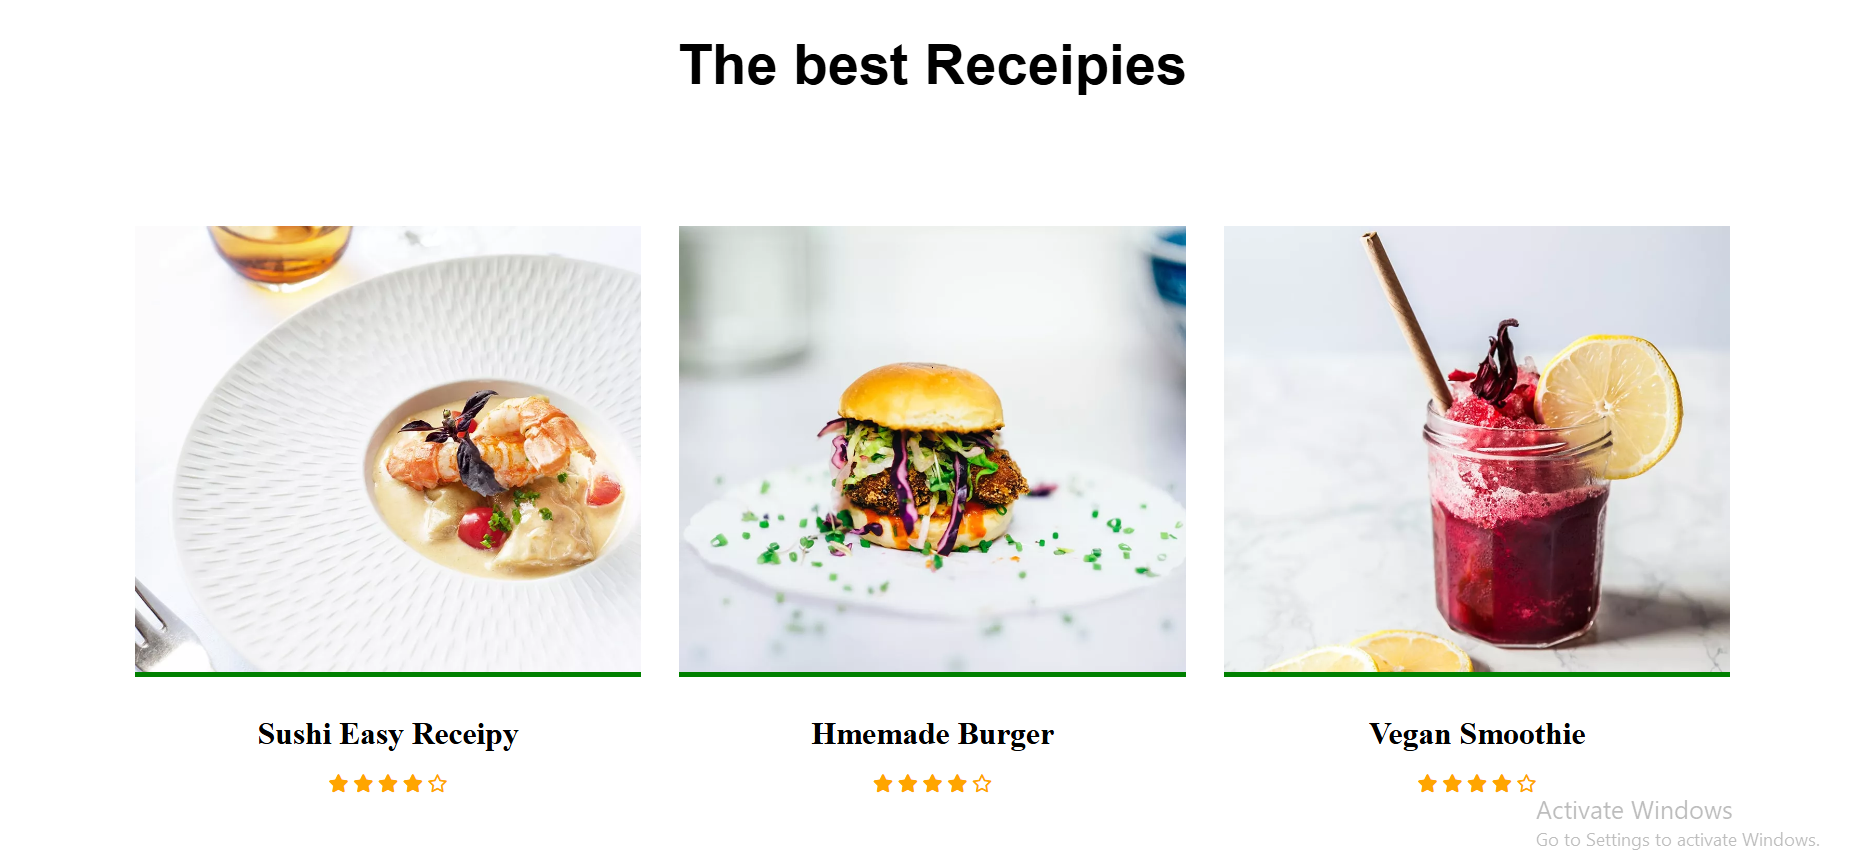 The best Receipies
Sushi Easy Receipy
Hmemade Burger
Vegan Smoothie
Activate Windows
Go to Settings to activate Windows.